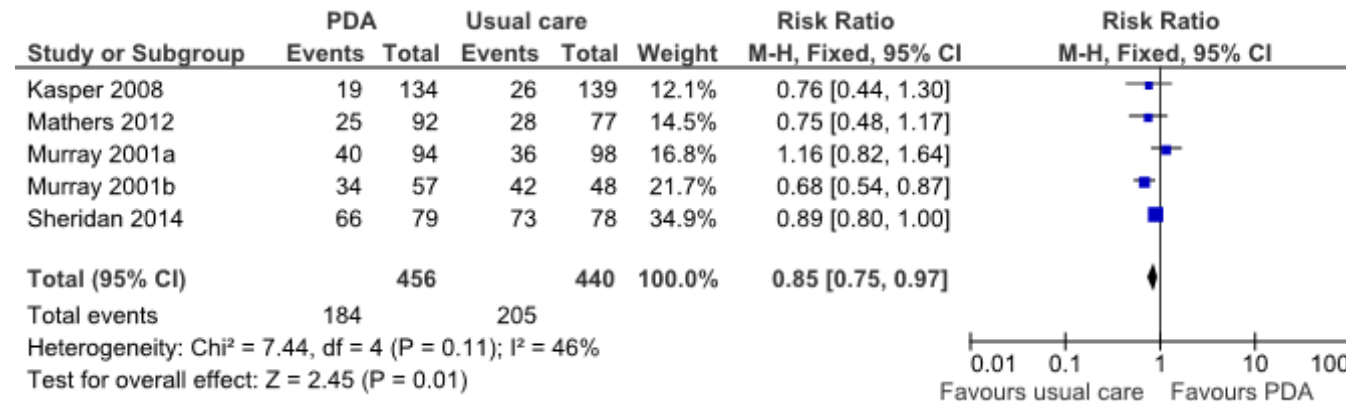 PDA Usual care Risk Ratio Risk Ratio
Study or Subgroup Events Total Events Total Weight M-H, Fixed, 95% CI M-H, Fixed, 95% CI
Kasper 2008 19 134 26 139 12.1% 0.76 [0.44, 1.30]
Mathers 2012 25 92 28 77 14.5% 0.75 [0.48, 1.17]
Murray 2001a 40 94 36 98 16.8% 1.16 [0.82, 1.64]
Murray 2001b 34 57 42 48 21.7% 0.68 [0.54, 0.87]
Sheridan 2014 66 79 73 78 34.9% 0.89 [0.80, 1.00]
Total (95% CI) 456 440 100.0% 0.85 [0.75, 0.97]
Total events 184 205
Heterogeneity: Chi² = 7.44, df = 4 (P = 0.11); I² = 46%
Test for overall effect: Z = 2.45 (P = 0.01)
0.01 0.1 1 10 100
Favours usual care Favours PDA